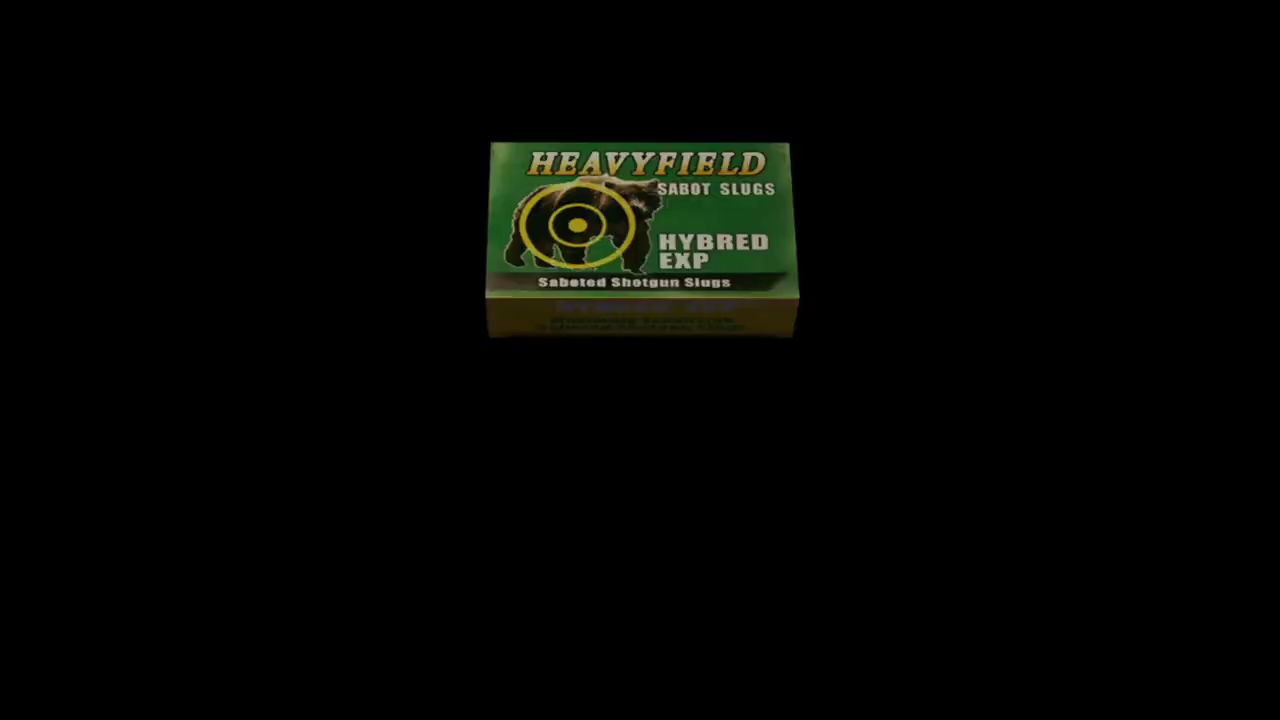 HEAVYFIELD
SABOT SLUGS
HYBRED
EXP
Saboted Shotgun Slugs